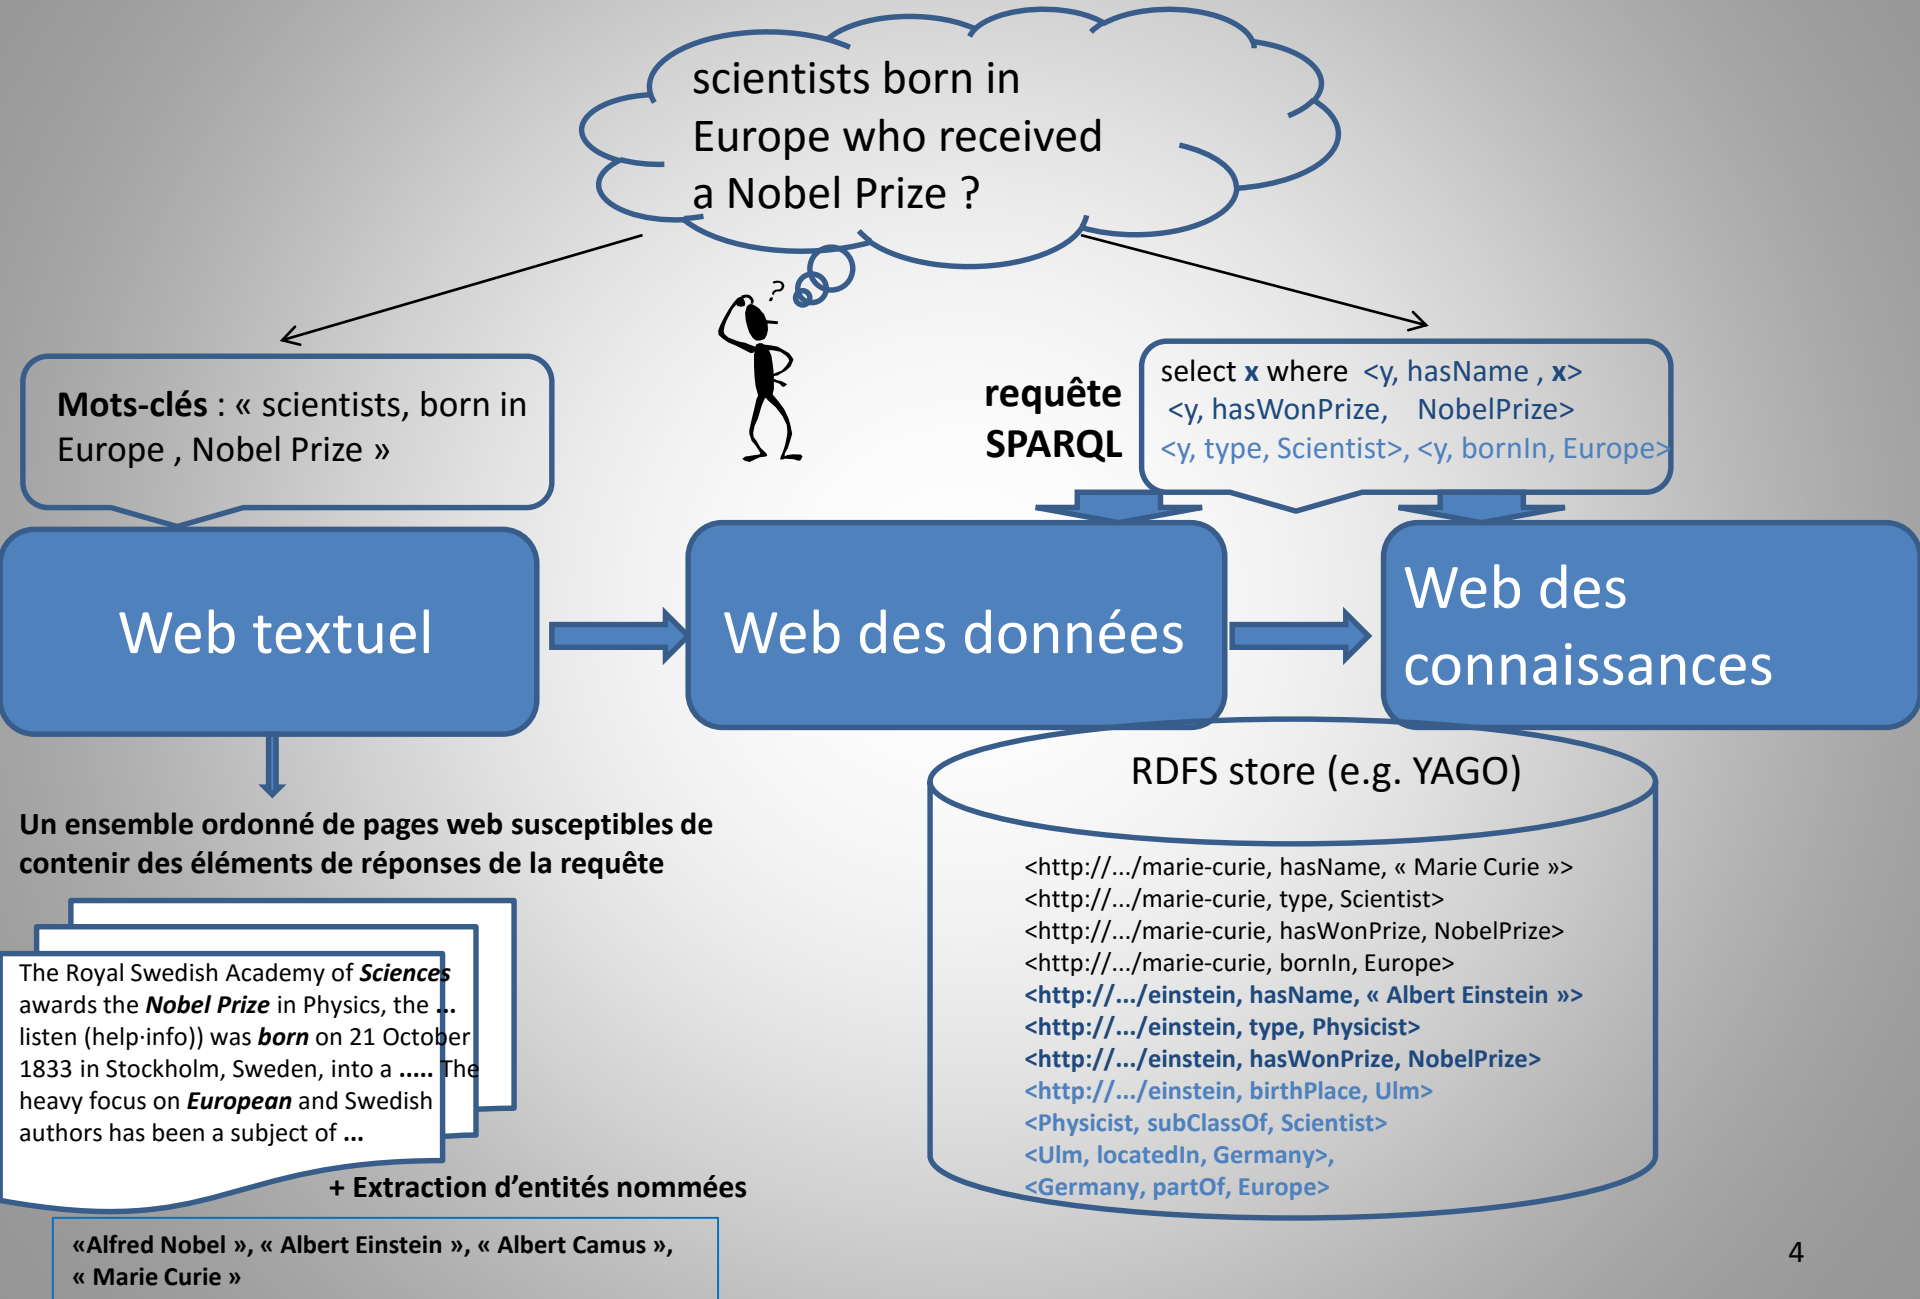 scientists born in
Europe who received
a Nobel Prize ?
?
Mots-clés : « scientists, born in
Europe , Nobel Prize »
requête
SPARQL
select x where <y, hasName , x>
<y, hasWonPrize, NobelPrize>
<y, type, Scientist>, <y, bornIn, Europe>
Web textuel
Web des données
Web des
connaissances
Un ensemble ordonné de pages web susceptibles de
contenir des éléments de réponses de la requête
The Royal Swedish Academy of Sciences
awards the Nobel Prize in Physics, the ...
listen (help·info)) was born on 21 October
1833 in Stockholm, Sweden, into a ..... The
heavy focus on European and Swedish
authors has been a subject of ...
+ Extraction d’entités nommées
«Alfred Nobel », « Albert Einstein », « Albert Camus »,
« Marie Curie »
RDFS store (e.g. YAGO)
<http://.../marie-curie, hasName, « Marie Curie »>
<http://.../marie-curie, type, Scientist>
<http://.../marie-curie, hasWonPrize, NobelPrize>
<http://.../marie-curie, bornIn, Europe>
<http://.../einstein, hasName, « Albert Einstein »>
<http://.../einstein, type, Physicist>
<http://.../einstein, hasWonPrize, NobelPrize>
<http://.../einstein, birthPlace, Ulm>
<Physicist, subClassOf, Scientist>
<Ulm, locatedIn, Germany>,
<Germany, partOf, Europe>
4